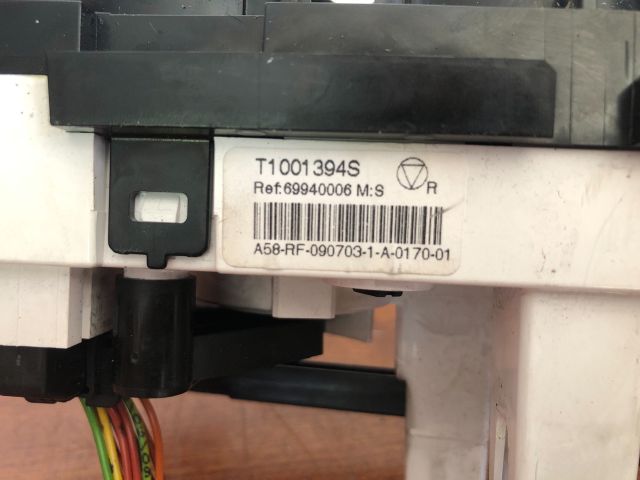 T1001394S
Ref:69940006 M:S
R
A58-RF-090703-1-A-0170-01